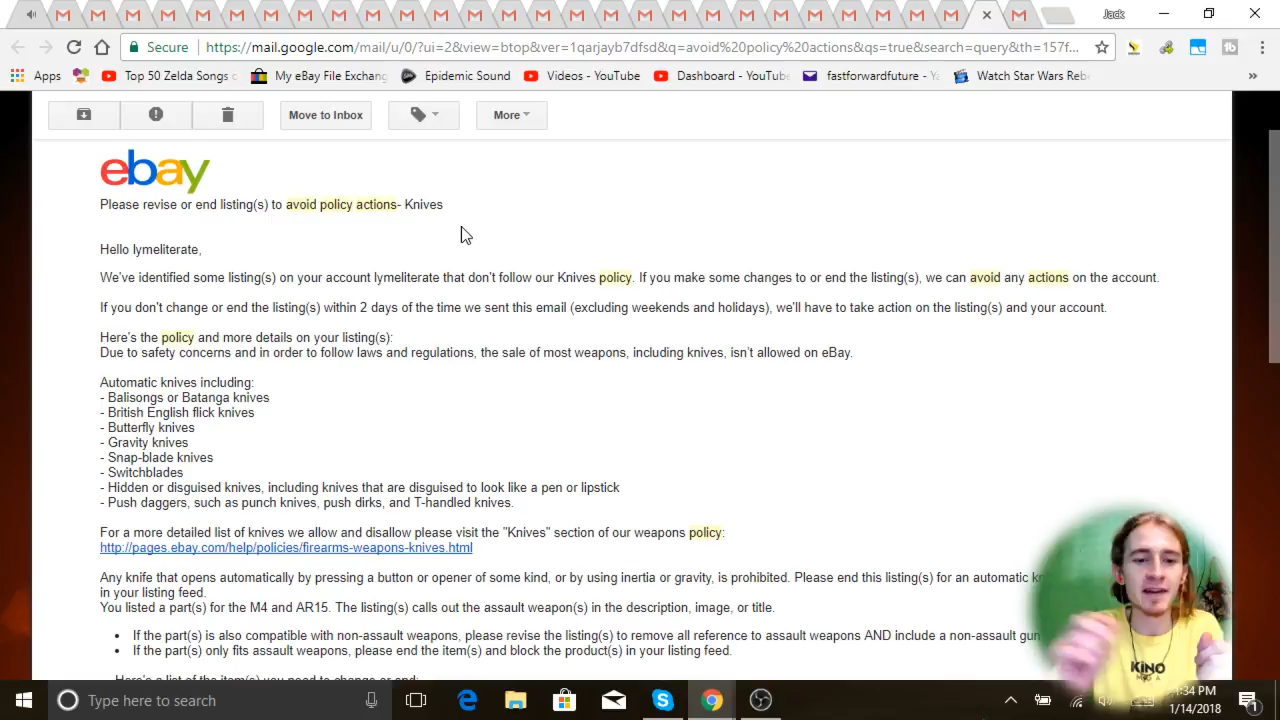 Jack
Secure
https://mail.google.com/mail/u/0/?ui=2&view=btop&ver=1qarjayb7dfsd&q=avoid%20policy%20actions&qs=true&search=query&th=157f...
Apps
Top 50 Zelda Songs c
My eBay File Exchang
Epidemic Sound
Videos - YouTube
Dashboard - YouTube
fastforwardfuture - Ya
Watch Star Wars Rebe
Move to Inbox
More
ebay
Please revise or end listing(s) to avoid policy actions- Knives
Hello lymeliterate,
We've identified some listing(s) on your account lymeliterate that don't follow our Knives policy. If you make some changes to or end the listing(s), we can avoid any actions on the account.
If you don't change or end the listing(s) within 2 days of the time we sent this email (excluding weekends and holidays), we'll have to take action on the listing(s) and your account.
Here's the policy and more details on your listing(s):
Due to safety concerns and in order to follow laws and regulations, the sale of most weapons, including knives, isn't allowed on eBay.
Automatic knives including:
- Balisongs or Batanga knives
- British English flick knives
- Butterfly knives
- Gravity knives
- Snap-blade knives
- Switchblades
- Hidden or disguised knives, including knives that are disguised to look like a pen or lipstick
- Push daggers, such as punch knives, push dirks, and T-handled knives.
For a more detailed list of knives we allow and disallow please visit the "Knives" section of our weapons policy:
http://pages.ebay.com/help/policies/firearms-weapons-knives.html
Any knife that opens automatically by pressing a button or opener of some kind, or by using inertia or gravity, is prohibited. Please end this listing(s) for an automatic
in your listing feed.
You listed a part(s) for the M4 and AR15. The listing(s) calls out the assault weapon(s) in the description, image, or title.
• If the part(s) is also compatible with non-assault weapons, please revise the listing(s) to remove all reference to assault weapons AND include a non-assault gun
• If the part(s) only fits assault weapons, please end the item(s) and block the product(s) in your listing feed.
Here's a list of the item(s) you need to change or end:
KINO
Type here to search
:34 PM
1/14/2018
1